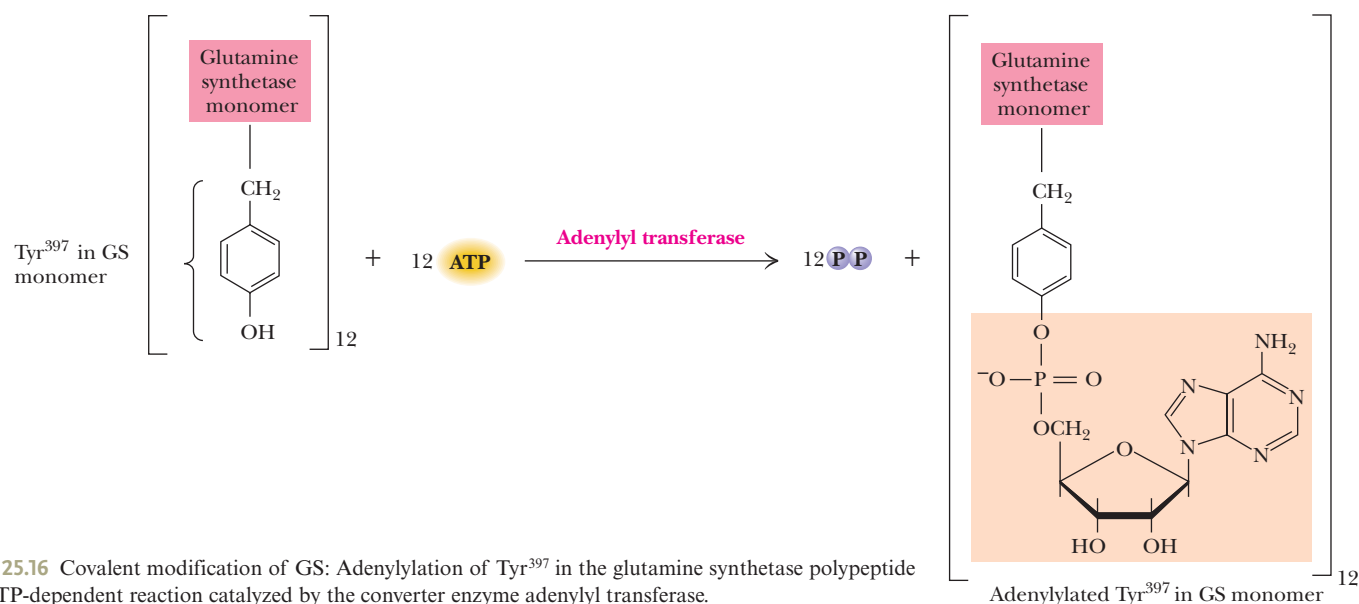 Glutamine
synthetase
monomer
CH₂
Tyr³⁹⁷ in GS
monomer
OH
12
+
12 ATP
Adenylyl transferase
12 P P
+
Glutamine
synthetase
monomer
CH₂
O
⁻O—P=O
OCH₂
O
NH₂
N
N
N
N
HO OH
12
Adenylylated Tyr³⁹⁷ in GS monomer
25.16 Covalent modification of GS: Adenylylation of Tyr³⁹⁷ in the glutamine synthetase polypeptide
TP-dependent reaction catalyzed by the converter enzyme adenylyl transferase.